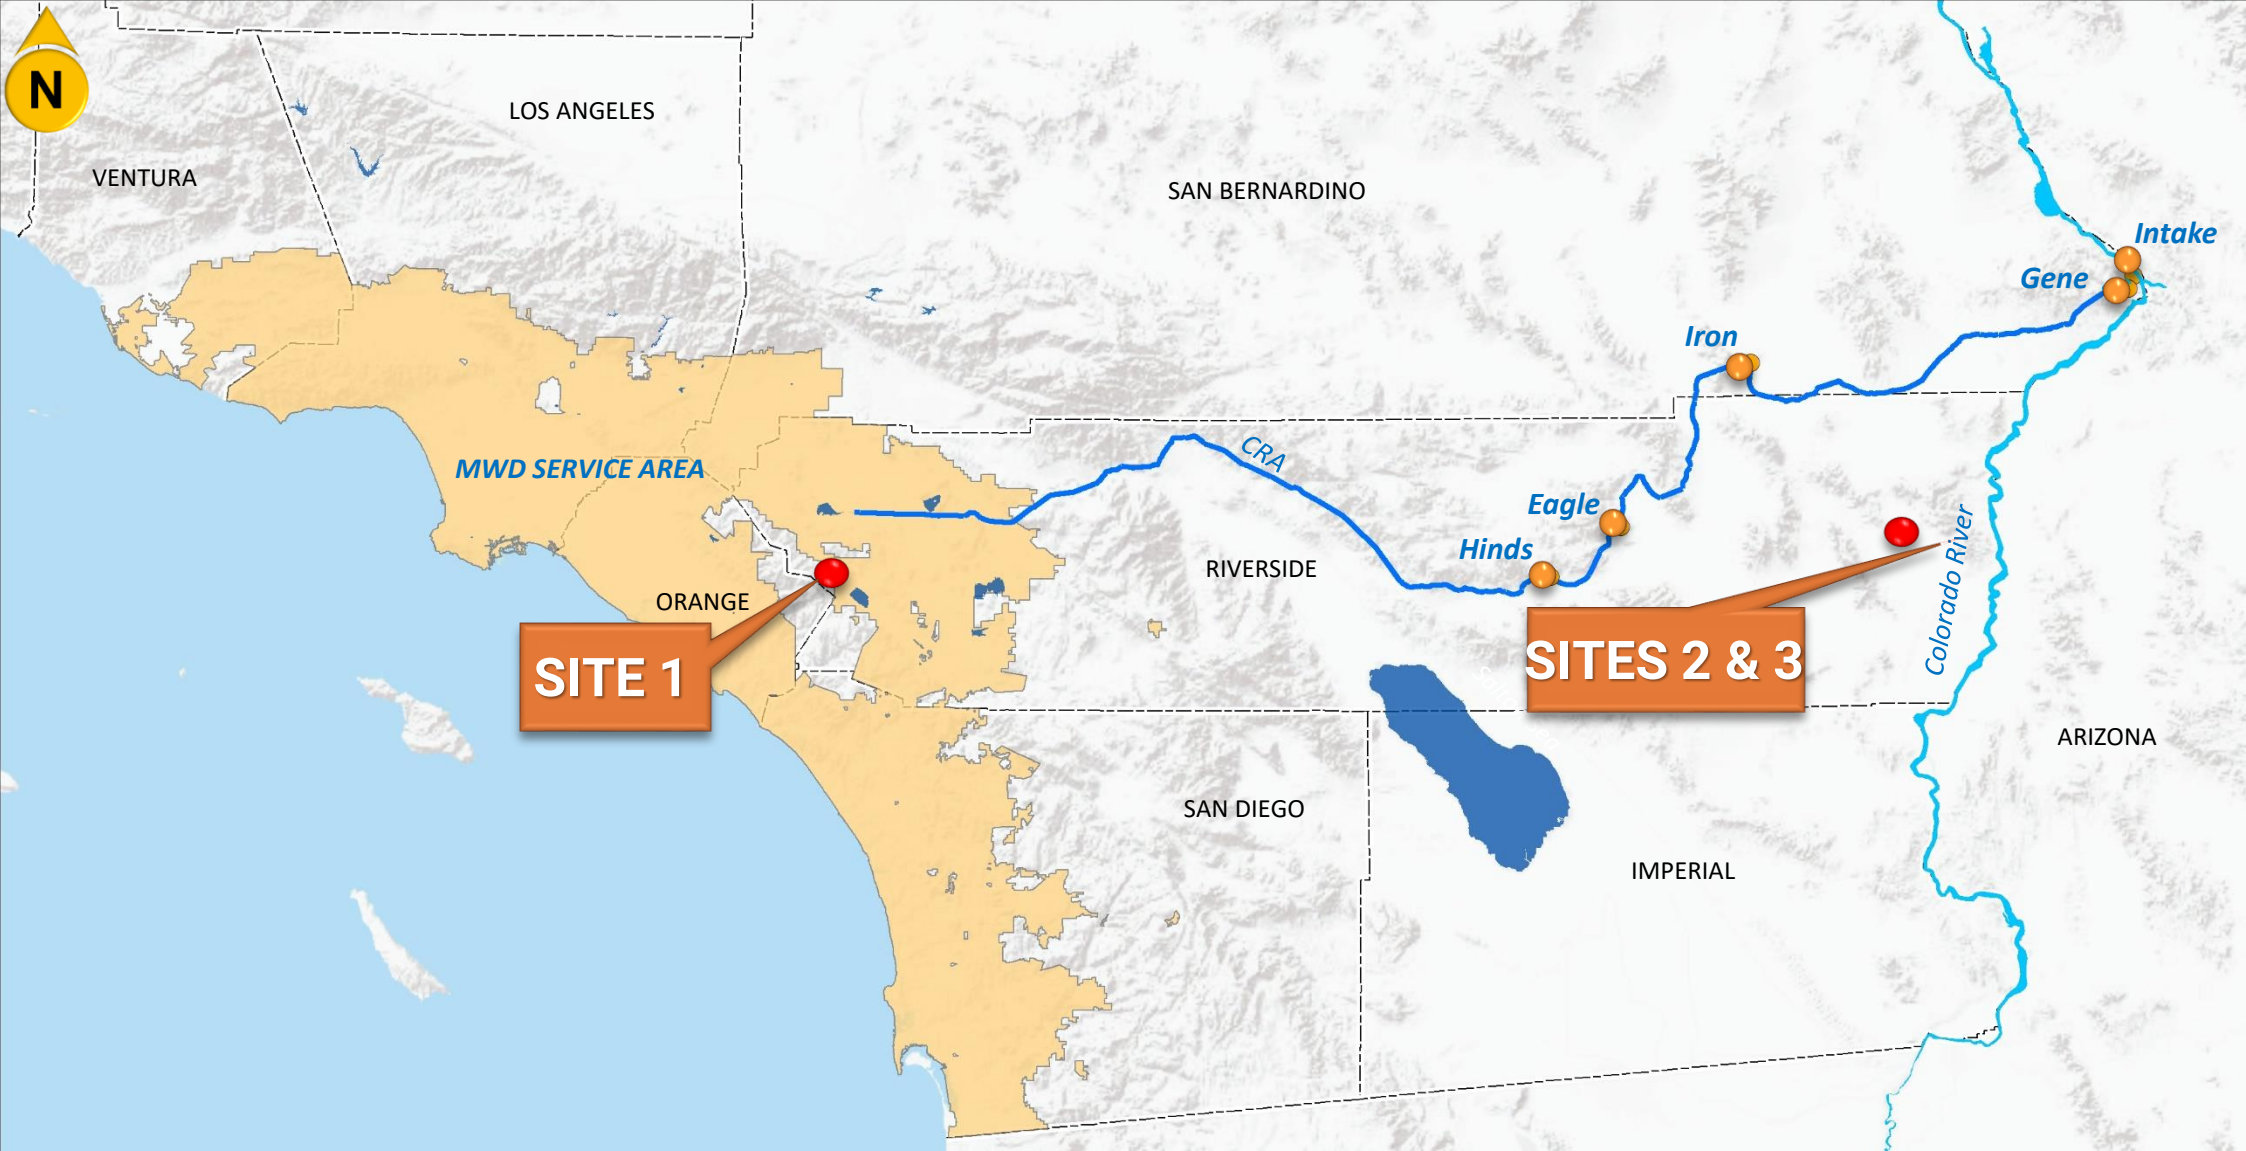 N
LOS ANGELES
VENTURA
SAN BERNARDINO
Intake
Gene
Iron
CRA
MWD SERVICE AREA
Eagle
Hinds
RIVERSIDE
Colorado River
ORANGE
SITE 1
SITES 2 & 3
ARIZONA
SAN DIEGO
IMPERIAL